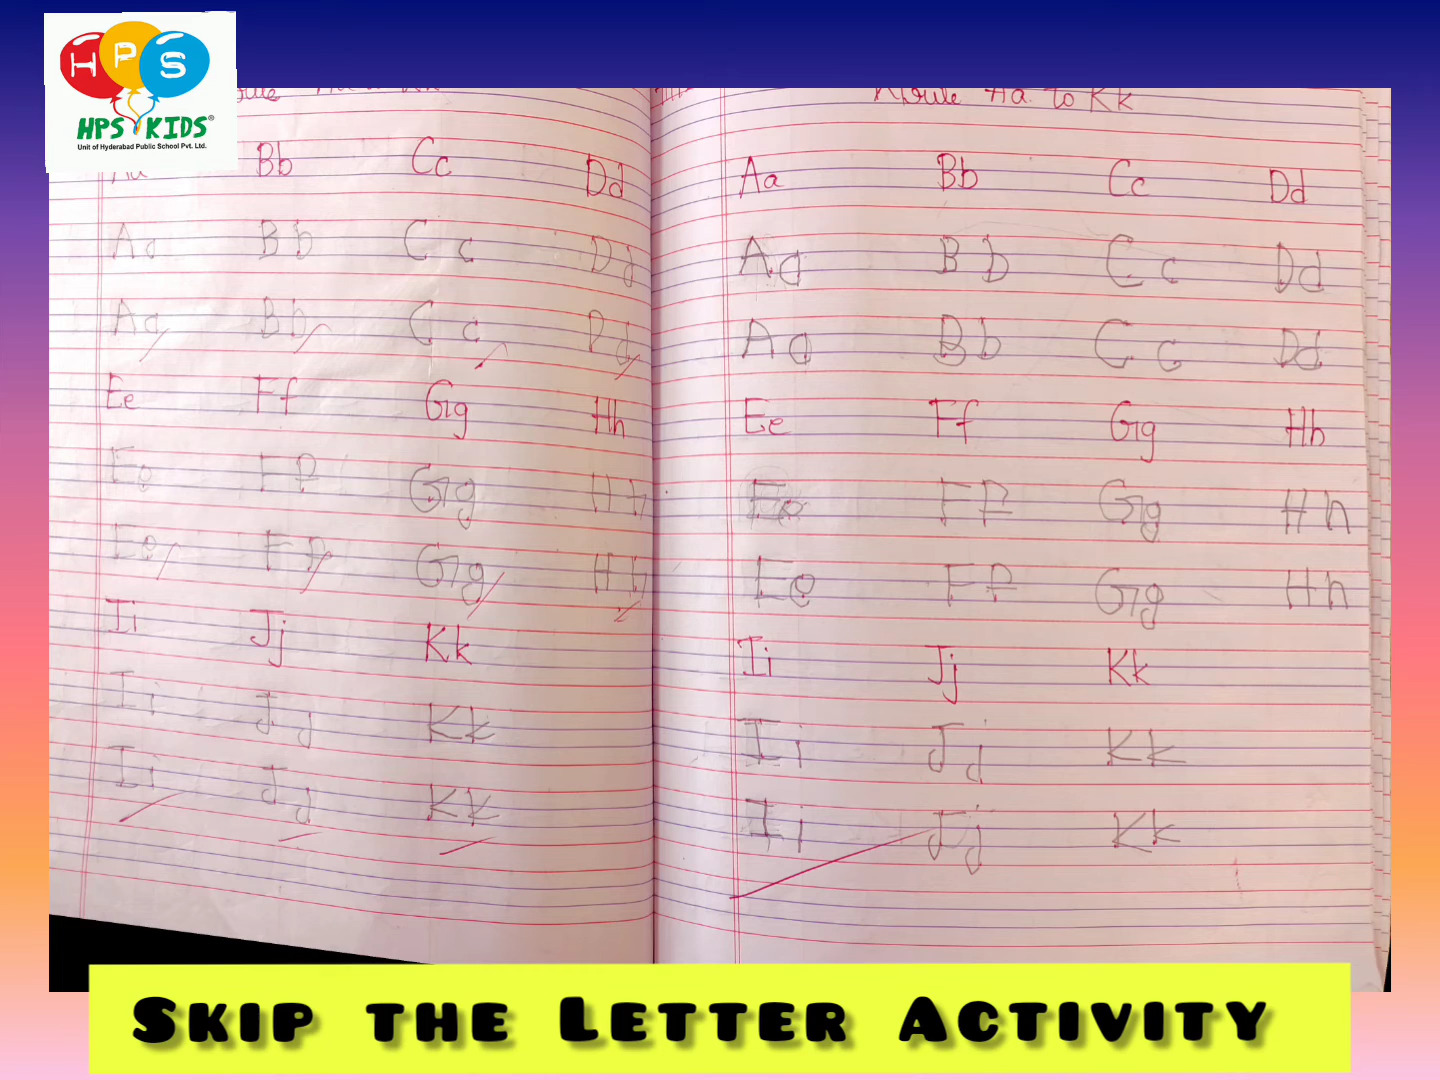 HPS
HPS KIDS®
Unit of Hyderabad Public School Pvt. Ltd.
Bb Cc Dd
Aa Bb Cc Dd
Aa Bb Cc Dd
Ee Ff Gg Hh
Ee Ff Gg Hh
Ee Ff Gg Hh
Ii Jj Kk
Ii Jj Kk
Ii Jj Kk
Aa to Kk
Aa Bb Cc Dd
Aa Bb Cc Dd
Aa Bb Cc Dd
Ee Ff Gg Hh
Ee Ff Gg Hh
Ee Ff Gg Hh
Ii Jj Kk
Ii Jj Kk
Ii Jj Kk
SKIP THE LETTER ACTIVITY